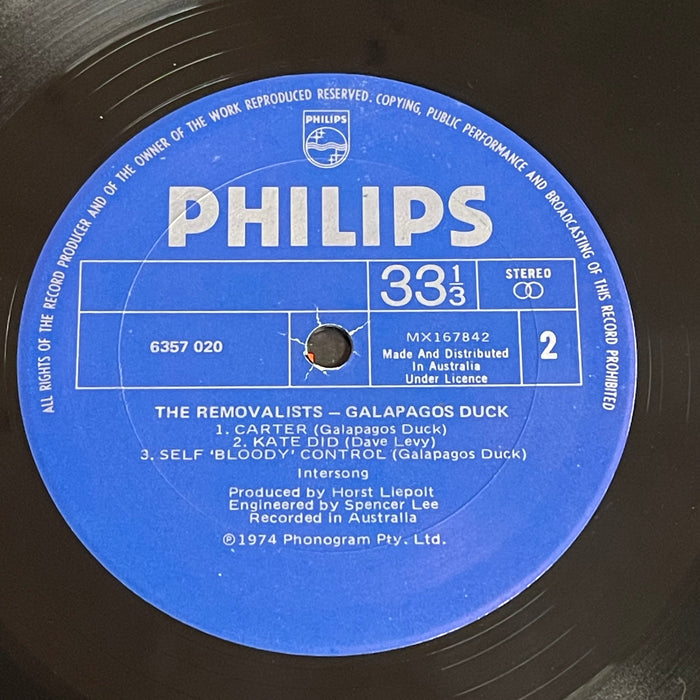 ALL RIGHTS OF THE RECORD PRODUCER AND OF THE OWNER OF THE WORK REPRODUCED RESERVED. COPYING, PUBLIC PERFORMANCE AND BROADCASTING OF THIS RECORD PROHIBITED
PHILIPS
PHILIPS
33 1/3
STEREO
6357 020
MX167842
Made And Distributed
In Australia
Under Licence
2
THE REMOVALISTS – GALAPAGOS DUCK
1. CARTER (Galapagos Duck)
2. KATE DID (Dave Levy)
3. SELF 'BLOODY' CONTROL (Galapagos Duck)
Intersong
Produced by Horst Liepolt
Engineered by Spencer Lee
Recorded in Australia
℗1974 Phonogram Pty. Ltd.